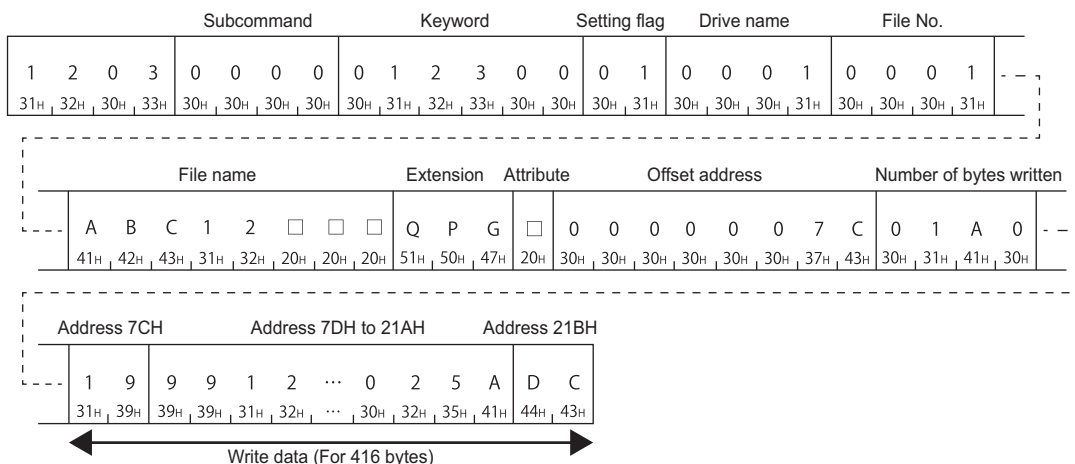 Subcommand Keyword Setting flag Drive name File No.
1 2 0 3 0 0 0 0 0 1 2 3 0 0 0 1 0 0 0 1 0 0 0 1
31H 32H 30H 33H 30H 30H 30H 30H 30H 31H 32H 33H 30H 30H 30H 31H 30H 30H 30H 31H 30H 30H 30H 31H
File name Extension Attribute Offset address Number of bytes written
A B C 1 2 □ □ □ Q P G □ 0 0 0 0 0 0 7 C 0 1 A 0
41H 42H 43H 31H 32H 20H 20H 20H 51H 50H 47H 20H 30H 30H 30H 30H 30H 30H 37H 43H 30H 31H 41H 30H
Address 7CH Address 7DH to 21AH Address 21BH
1 9 9 9 1 2 ··· 0 2 5 A D C
31H 39H 39H 39H 31H 32H ··· 30H 32H 35H 41H 44H 43H
Write data (For 416 bytes)